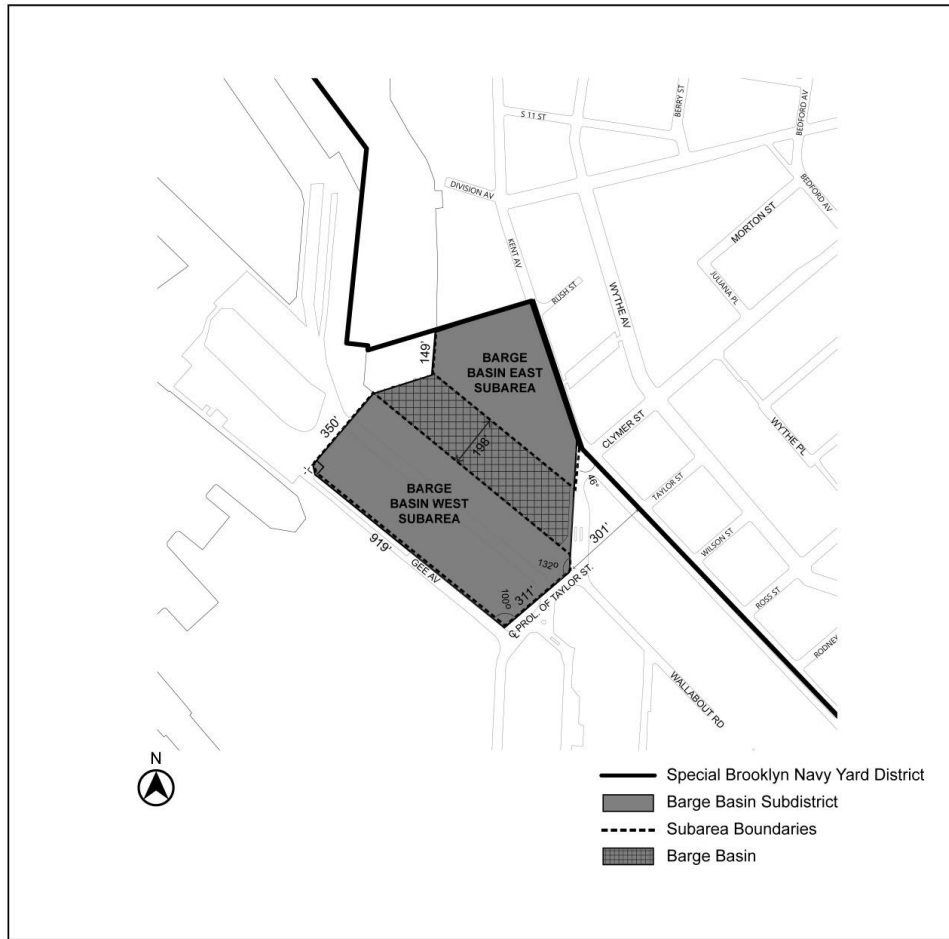 S 11 ST
BERRY ST
BEDFORD AV
DIVISION AV
BEDFORD AV
MORTON ST
KENT AV
JULIANA PL
RUSH ST.
WYTHE AV
149'
BARGE
BASIN EAST
SUBAREA
350'
198'
CLYMER ST
WYTHE PL
46°
TAYLOR ST
BARGE
BASIN WEST
SUBAREA
301'
WILSON ST
919'
GEE AV
132°
ROSS ST
100°
311'
℄ PROL. OF TAYLOR ST.
RODNEY
WALLABOUT RD
N
Special Brooklyn Navy Yard District
Barge Basin Subdistrict
Subarea Boundaries
Barge Basin